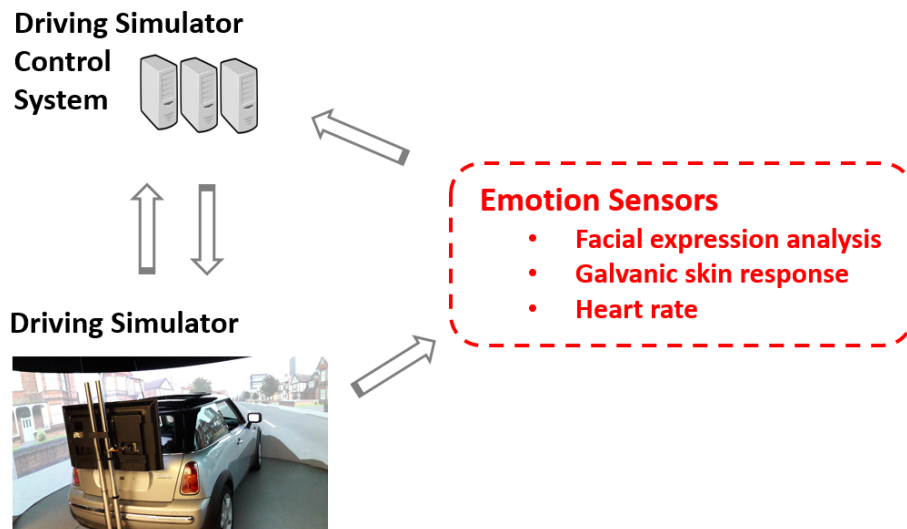 Driving Simulator
Control
System
Emotion Sensors
• Facial expression analysis
• Galvanic skin response
• Heart rate
Driving Simulator